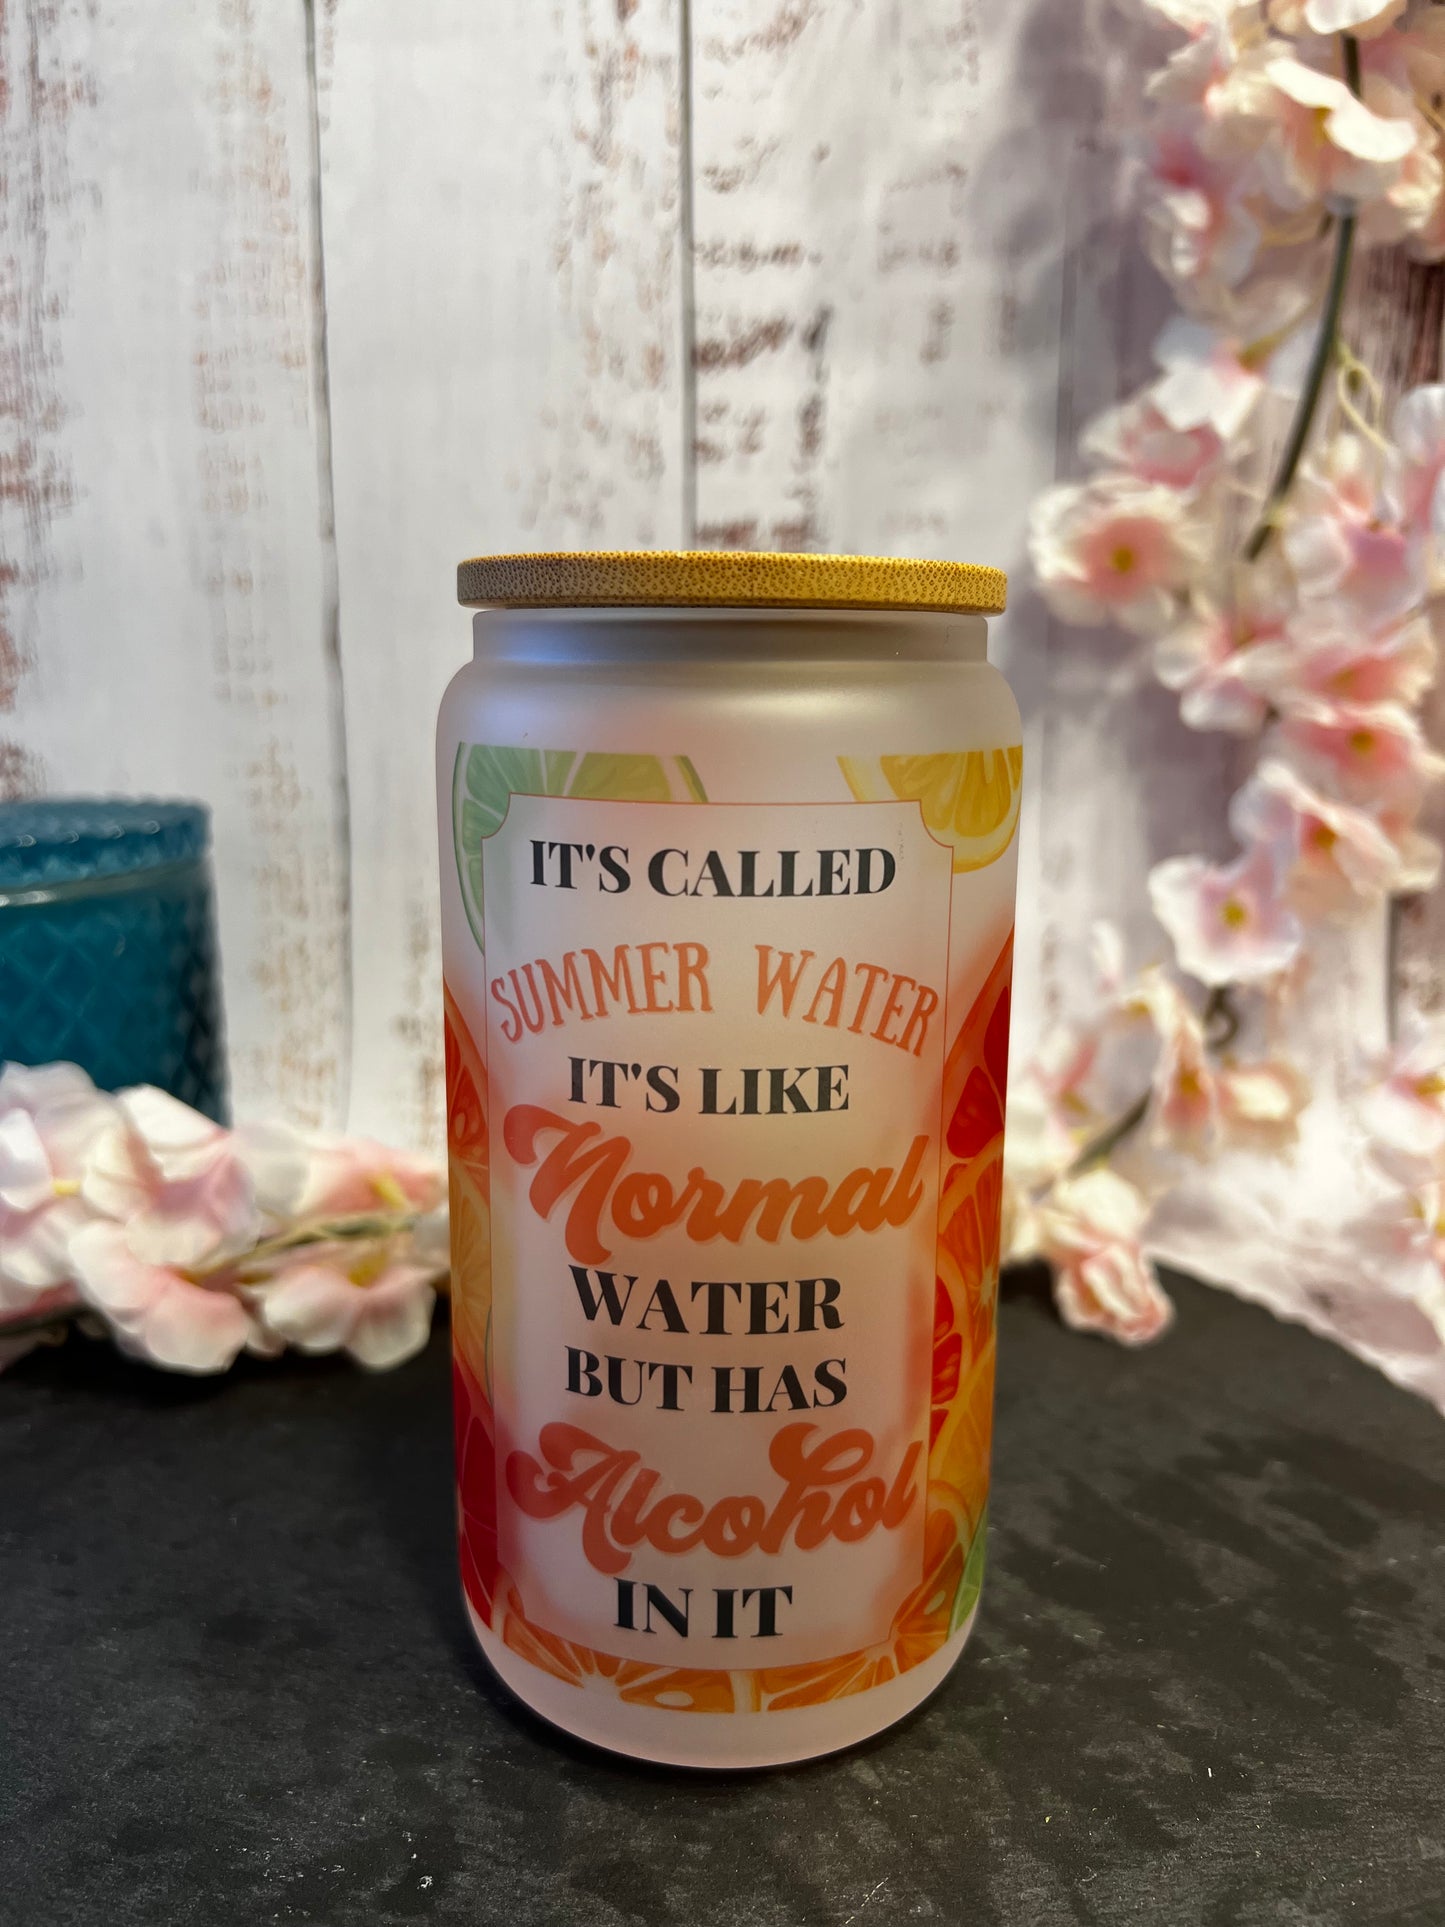 IT'S CALLED
SUMMER WATER
IT'S LIKE
Normal
WATER
BUT HAS
Alcohol
IN IT